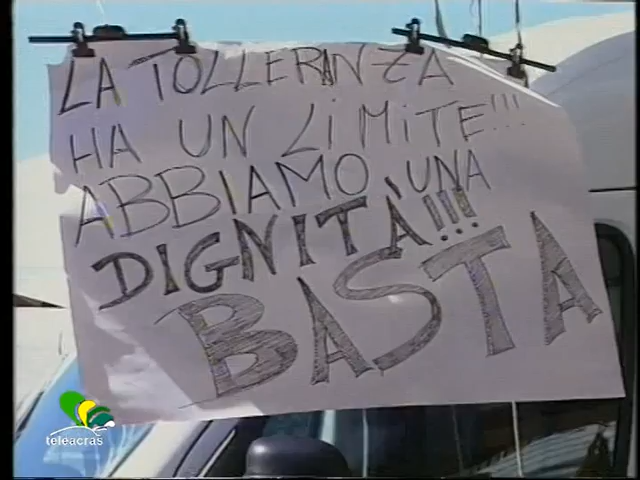 LA TOLLERANZA
HA UN LIMITE!!!
ABBIAMO UNA
DIGNITÀ!!!
BASTA
teleacras